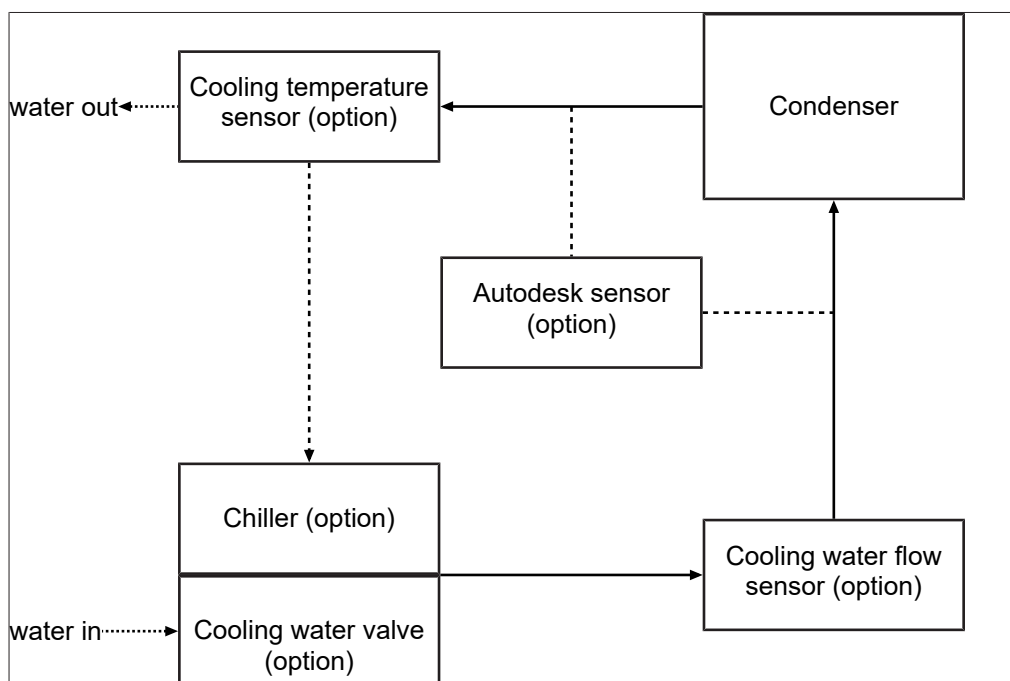 Cooling temperature
sensor (option)
water out
Condenser
Autodesk sensor
(option)
Chiller (option)
Cooling water flow
sensor (option)
water in
Cooling water valve
(option)